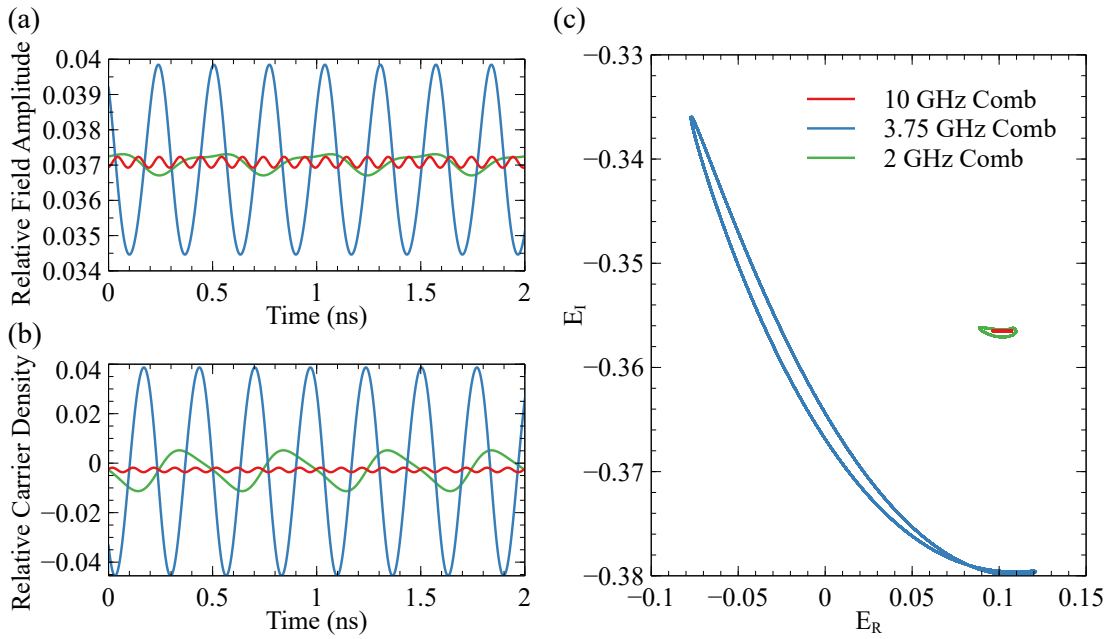 (a)
Relative Field Amplitude
0.04
0.039
0.038
0.037
0.036
0.035
0.034
0
0.5
1
1.5
2
Time (ns)
(b)
Relative Carrier Density
0.04
0.02
0
−0.02
−0.04
0
0.5
1
1.5
2
Time (ns)
(c)
E_I
−0.33
−0.34
−0.35
−0.36
−0.37
−0.38
−0.1
−0.05
0
0.05
0.1
0.15
E_R
10 GHz Comb
3.75 GHz Comb
2 GHz Comb